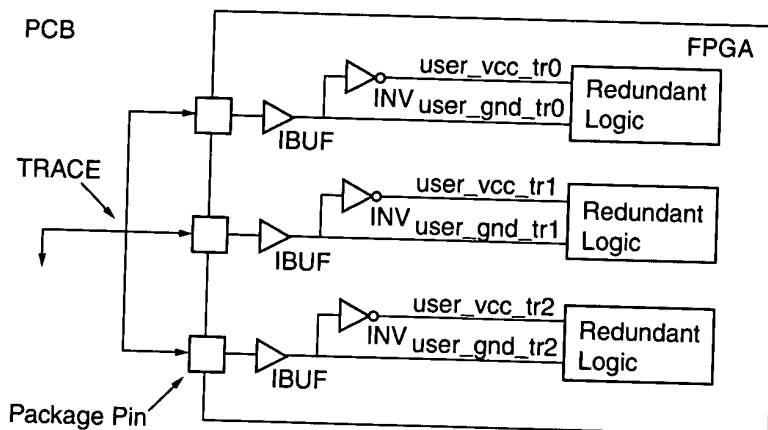 PCB
FPGA
user_vcc_tr0
INV
user_gnd_tr0
IBUF
Redundant
Logic
TRACE
user_vcc_tr1
INV
user_gnd_tr1
IBUF
Redundant
Logic
user_vcc_tr2
INV
user_gnd_tr2
IBUF
Redundant
Logic
Package Pin